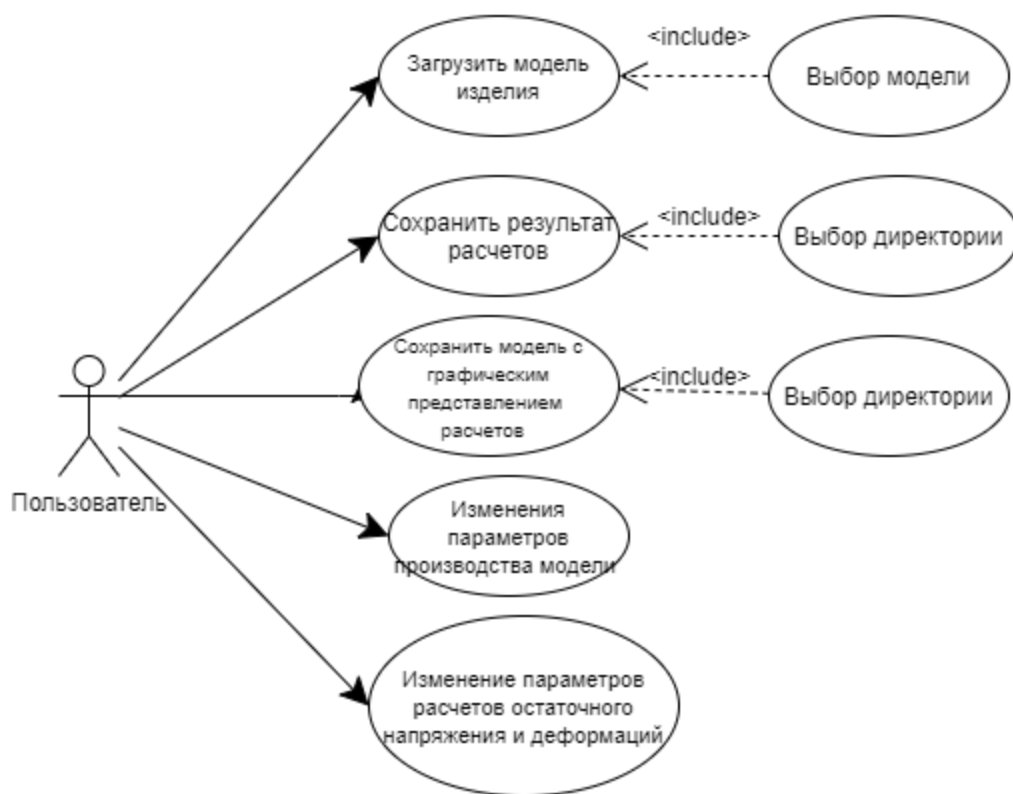 Загрузить модель
изделия
<include>
Выбор модели
Сохранить результат
расчетов
<include>
Выбор директории
Сохранить модель с
графическим
представлением
расчетов
<include>
Выбор директории
Пользователь
Изменения
параметров
производства модели
Изменение параметров
расчетов остаточного
напряжения и деформаций